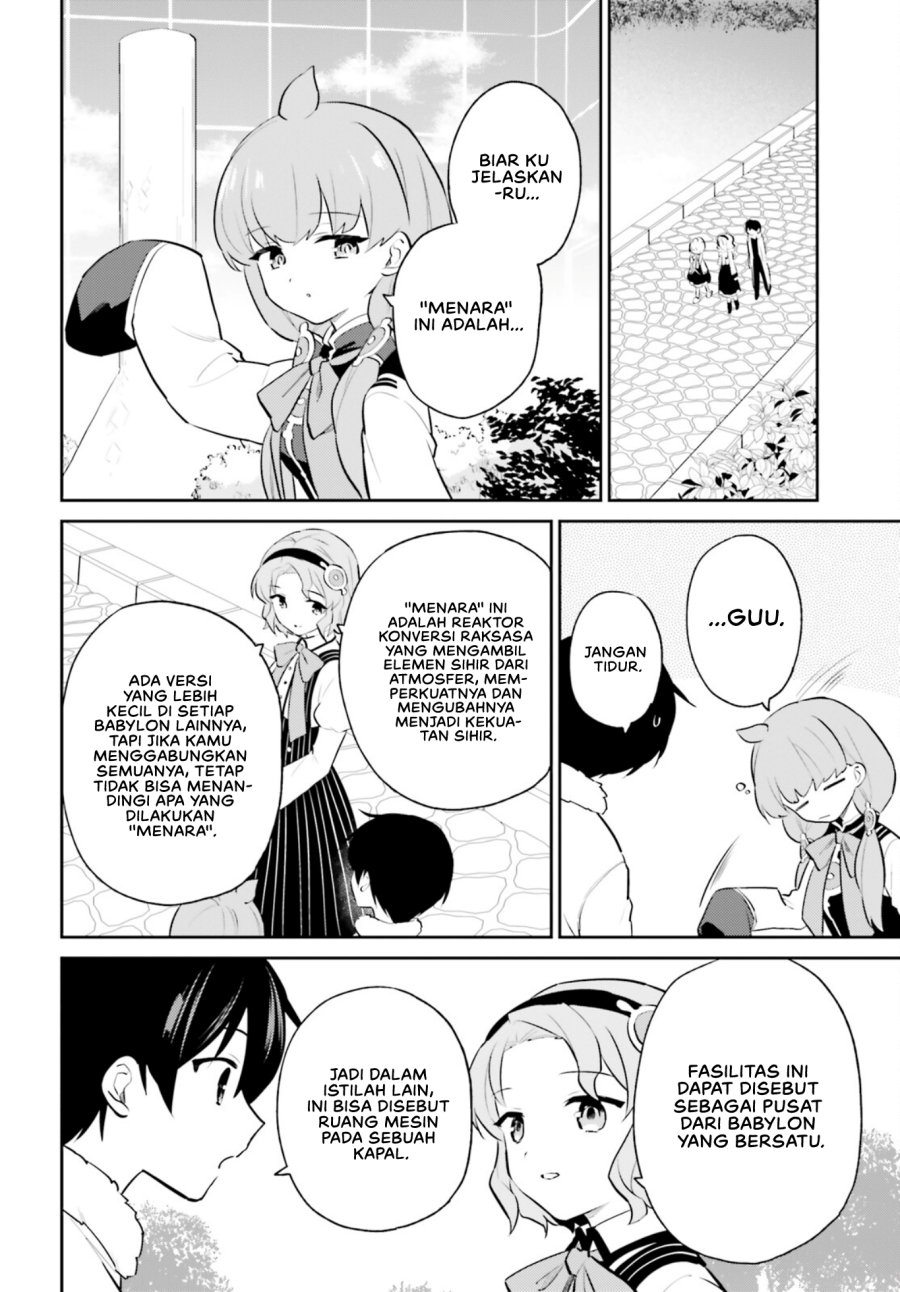 BIAR KU
JELASKAN
-RU...
"MENARA"
INI ADALAH...
...GUU.
JANGAN
TIDUR.
"MENARA" INI
ADALAH REAKTOR
KONVERSI RAKSASA
YANG MENGAMBIL
ELEMEN SIHIR DARI
ATMOSFER, MEM-
PERKUATNYA DAN
MENGUBAHNYA
MENJADI KEKUA-
TAN SIHIR.
ADA VERSI
YANG LEBIH
KECIL DI SETIAP
BABYLON LAINNYA,
TAPI JIKA KAMU
MENGGABUNGKAN
SEMUANYA, TETAP
TIDAK BISA MENAN-
DINGI APA YANG
DILAKUKAN
"MENARA".
FASILITAS INI
DAPAT DISEBUT
SEBAGAI PUSAT
DARI BABYLON
YANG BERSATU.
JADI DALAM
ISTILAH LAIN,
INI BISA DISEBUT
RUANG MESIN
PADA SEBUAH
KAPAL.